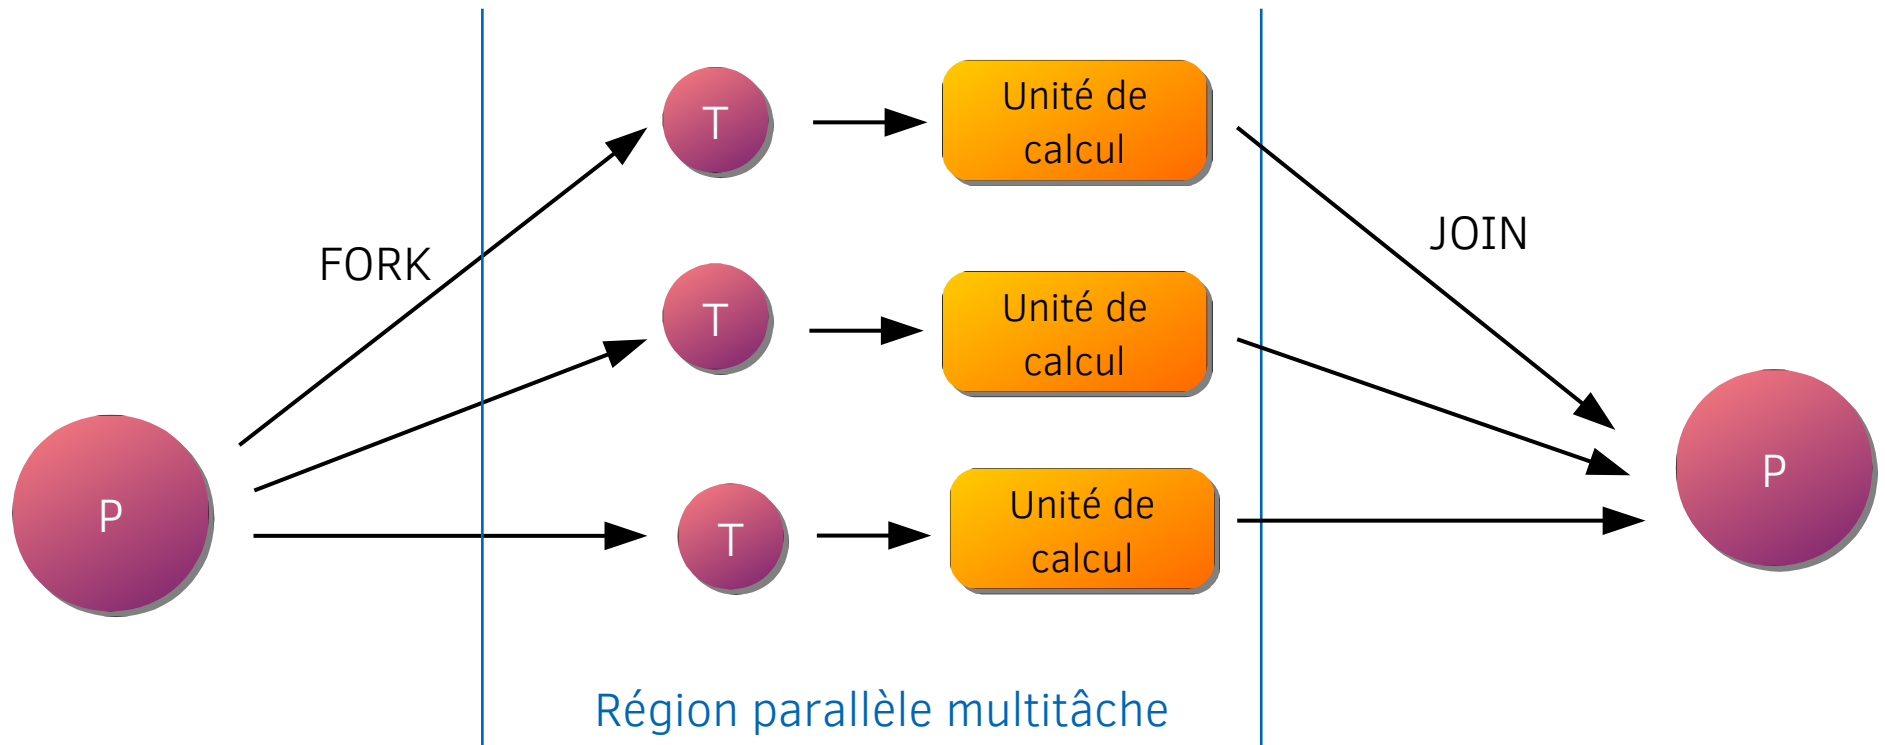 T
Unité de
calcul
FORK
JOIN
T
Unité de
calcul
P
T
Unité de
calcul
P
Région parallèle multitâche